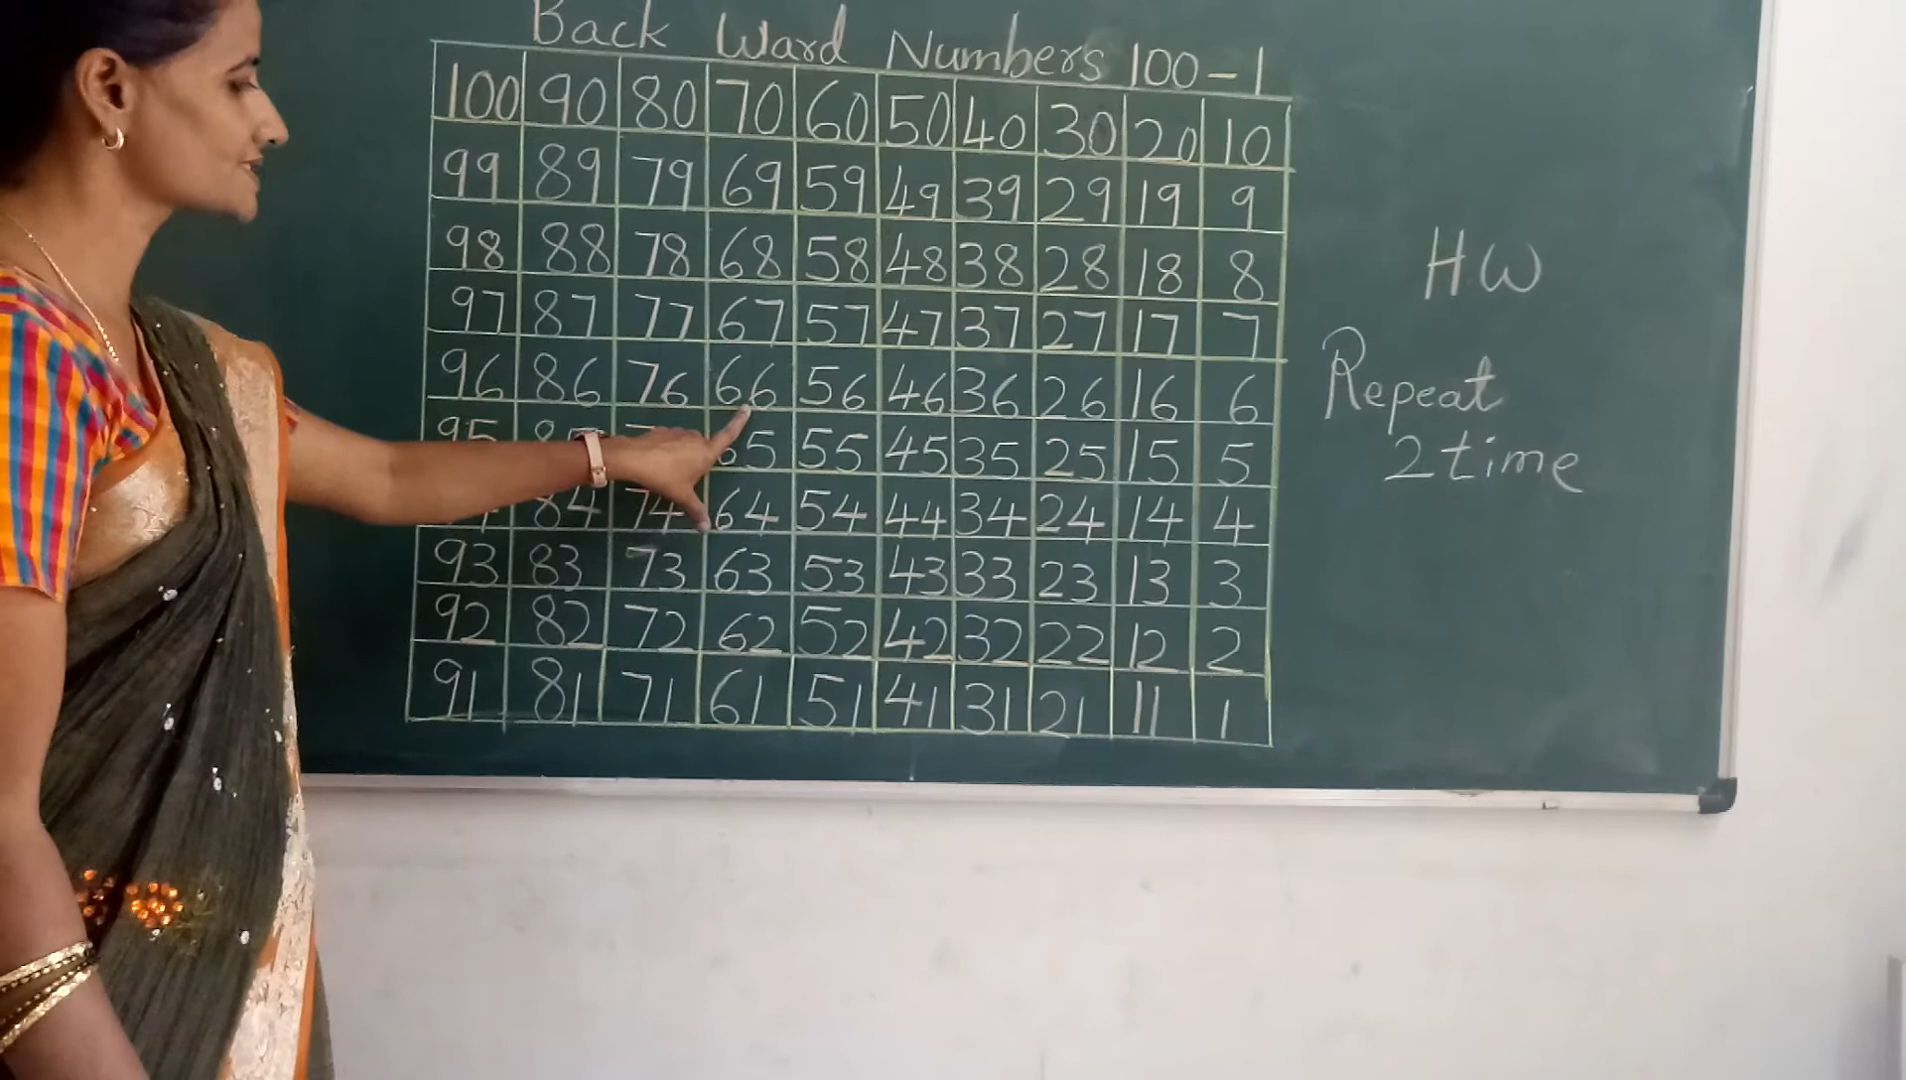 Back Ward Numbers 100-1
100 90 80 70 60 50 40 30 20 10
99 89 79 69 59 49 39 29 19 9
98 88 78 68 58 48 38 28 18 8
97 87 77 67 57 47 37 27 17 7
96 86 76 66 56 46 36 26 16 6
95 65 55 45 35 25 15 5
84 74 64 54 44 34 24 14 4
93 83 73 63 53 43 33 23 13 3
92 82 72 62 52 42 32 22 12 2
91 81 71 61 51 41 31 21 11 1
HW
Repeat
2time